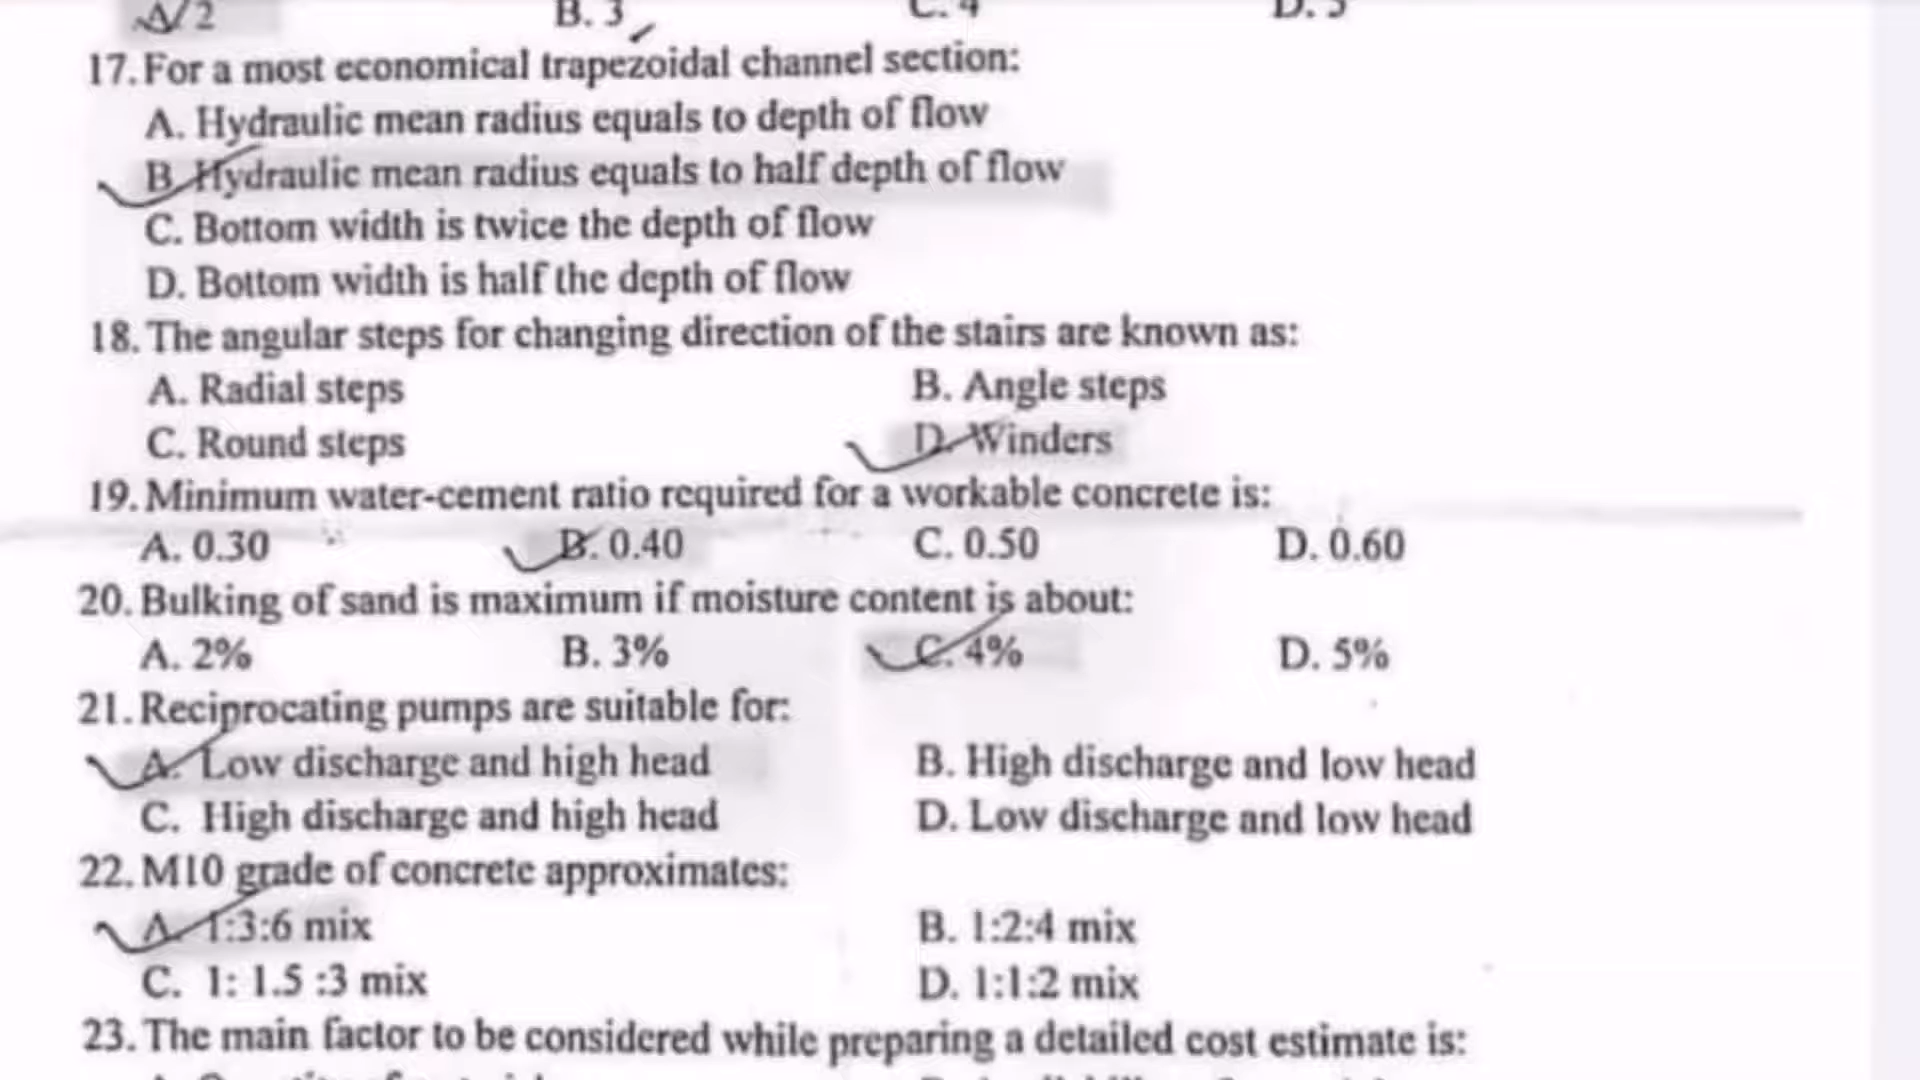 A. 2 B. 3 C. 4 D. 5
17. For a most economical trapezoidal channel section:
A. Hydraulic mean radius equals to depth of flow
B. Hydraulic mean radius equals to half depth of flow
C. Bottom width is twice the depth of flow
D. Bottom width is half the depth of flow
18. The angular steps for changing direction of the stairs are known as:
A. Radial steps B. Angle steps
C. Round steps D. Winders
19. Minimum water-cement ratio required for a workable concrete is:
A. 0.30 B. 0.40 C. 0.50 D. 0.60
20. Bulking of sand is maximum if moisture content is about:
A. 2% B. 3% C. 4% D. 5%
21. Reciprocating pumps are suitable for:
A. Low discharge and high head B. High discharge and low head
C. High discharge and high head D. Low discharge and low head
22. M10 grade of concrete approximates:
A. 1:3:6 mix B. 1:2:4 mix
C. 1: 1.5 :3 mix D. 1:1:2 mix
23. The main factor to be considered while preparing a detailed cost estimate is: